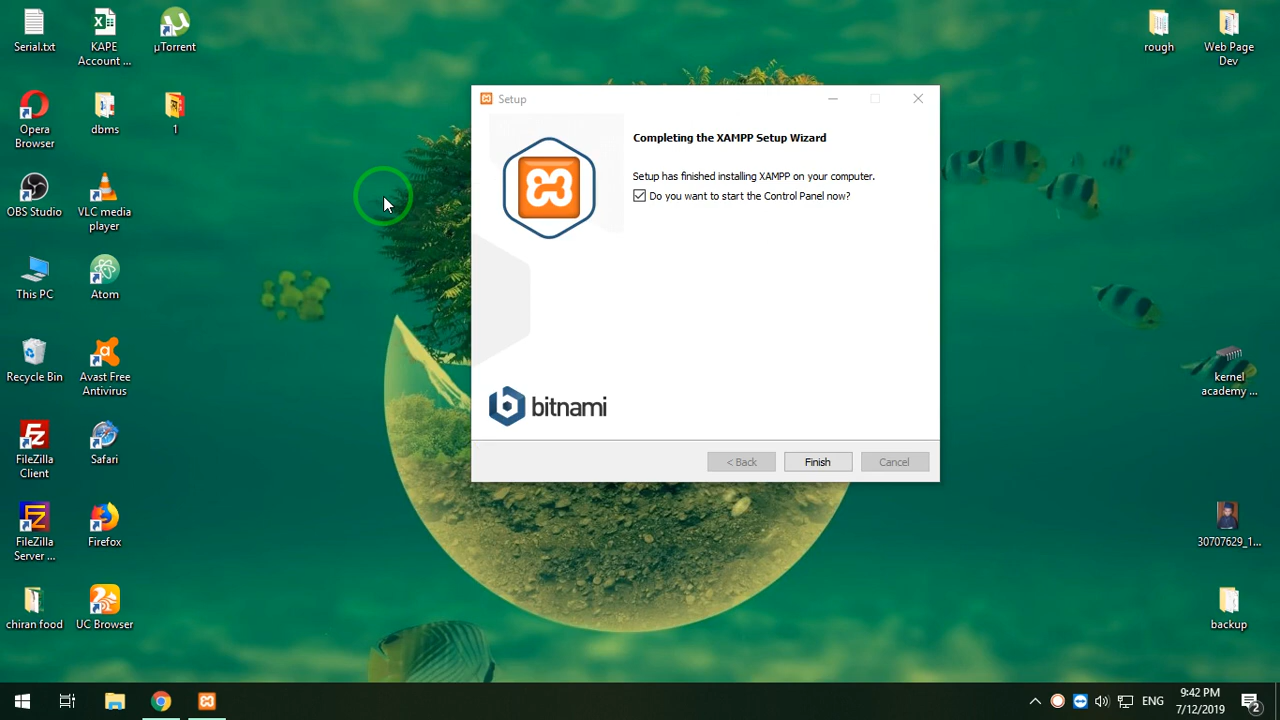 Serial.txt
KAPE
Account ...
µTorrent
rough
Web Page
Dev
Opera
Browser
dbms
1
OBS Studio
VLC media
player
This PC
Atom
Recycle Bin
Avast Free
Antivirus
FileZilla
Client
Safari
FileZilla
Server ...
Firefox
chiran food
UC Browser
Setup
Completing the XAMPP Setup Wizard
Setup has finished installing XAMPP on your computer.
Do you want to start the Control Panel now?
bitnami
< Back
Finish
Cancel
kernel
academy ...
30707629_1...
backup
ENG
9:42 PM
7/12/2019
2